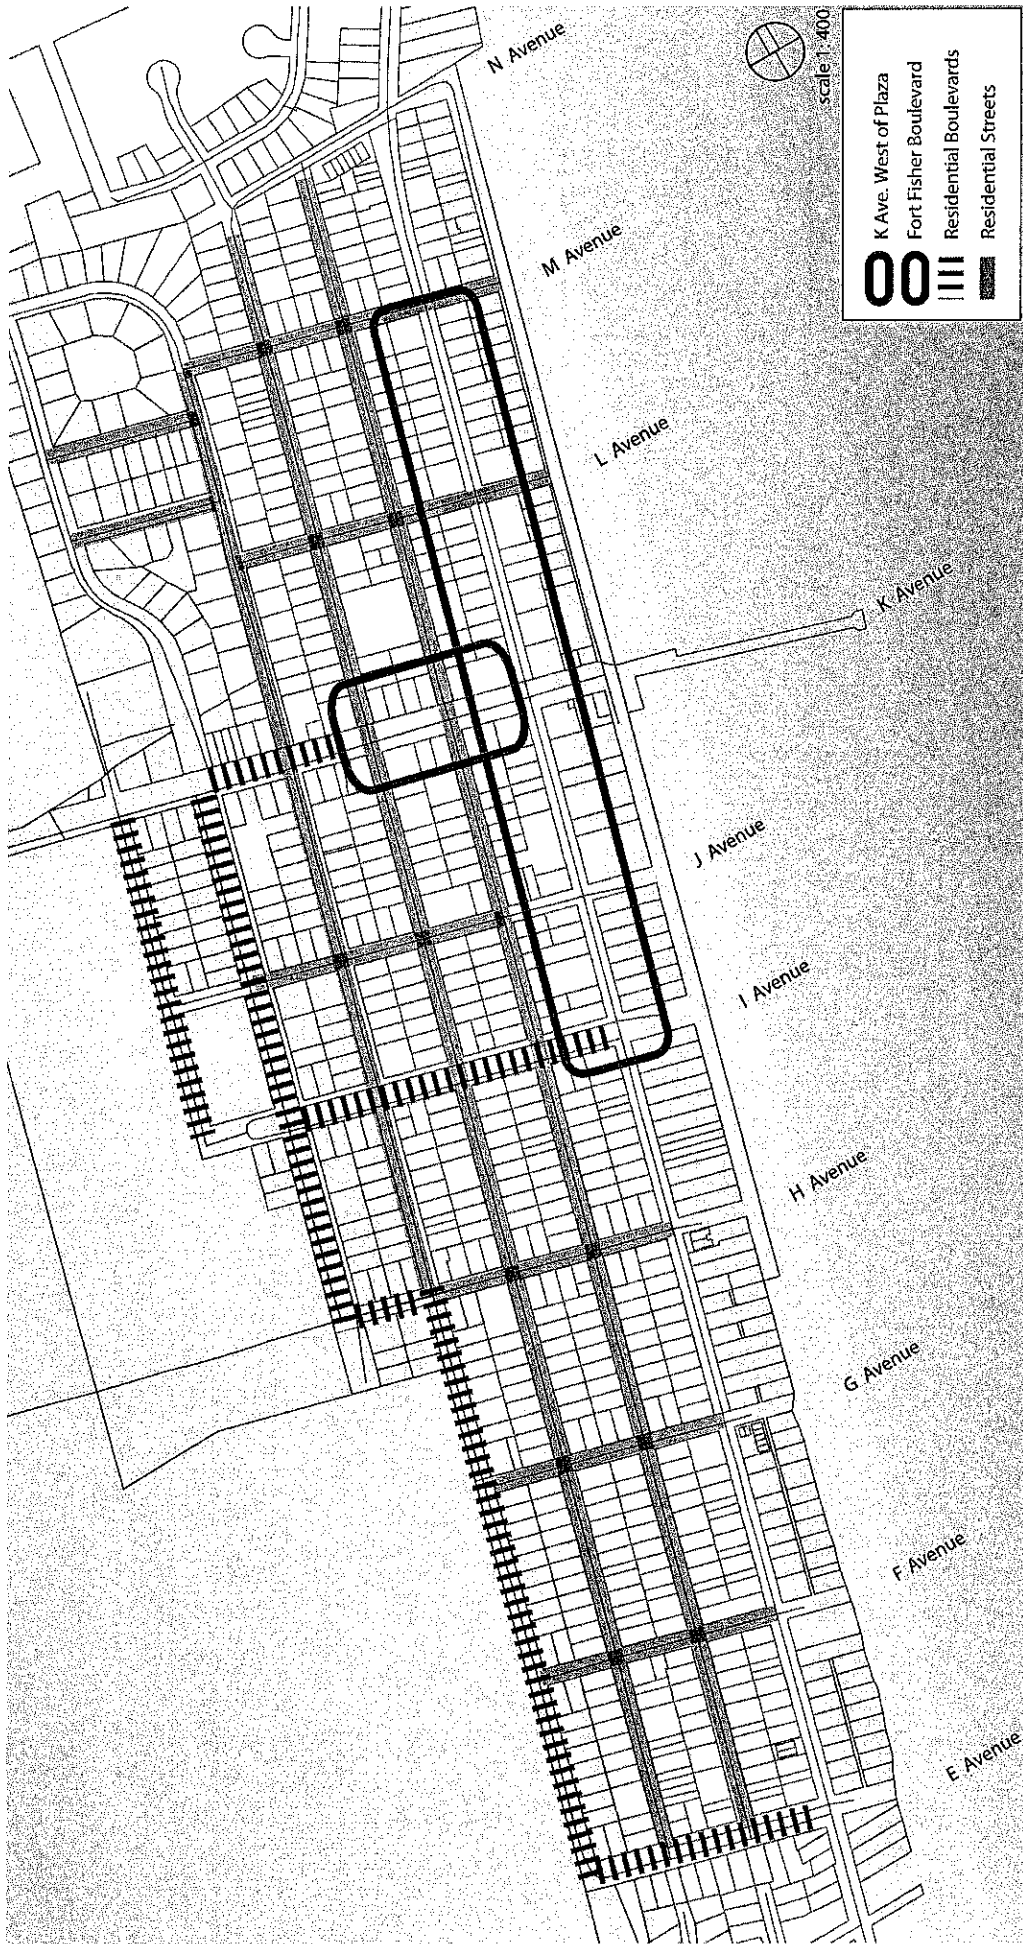 N Avenue
M Avenue
L Avenue
K Avenue
J Avenue
I Avenue
H Avenue
G Avenue
F Avenue
E Avenue
scale 1: 400
K Ave. West of Plaza
Fort Fisher Boulevard
Residential Boulevards
Residential Streets